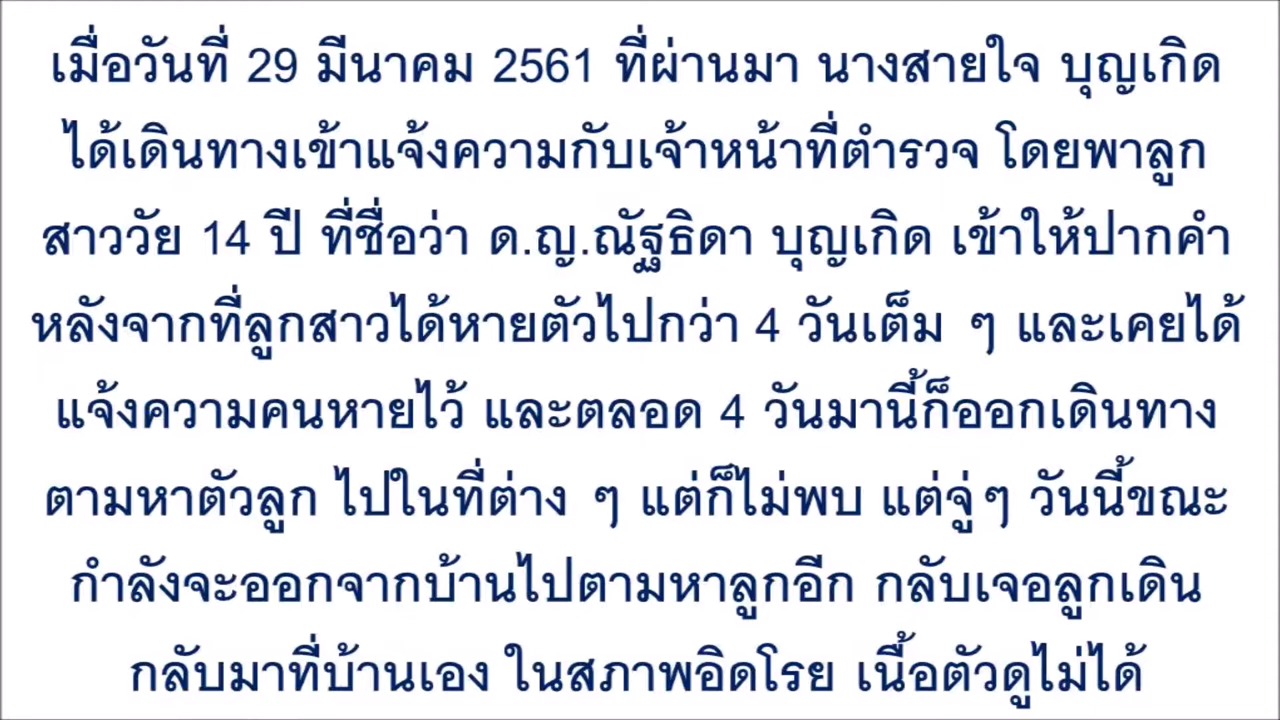 เมื่อวันที่ 29 มีนาคม 2561 ที่ผ่านมา นางสายใจ บุญเกิด
ได้เดินทางเข้าแจ้งความกับเจ้าหน้าที่ตำรวจ โดยพาลูก
สาววัย 14 ปี ที่ชื่อว่า ด.ญ.ณัฐธิดา บุญเกิด เข้าให้ปากคำ
หลังจากที่ลูกสาวได้หายตัวไปกว่า 4 วันเต็ม ๆ และเคยได้
แจ้งความคนหายไว้ และตลอด 4 วันมานี้ก็ออกเดินทาง
ตามหาตัวลูก ไปในที่ต่าง ๆ แต่ก็ไม่พบ แต่จู่ๆ วันนี้ขณะ
กำลังจะออกจากบ้านไปตามหาลูกอีก กลับเจอลูกเดิน
กลับมาที่บ้านเอง ในสภาพอิดโรย เนื้อตัวดูไม่ได้